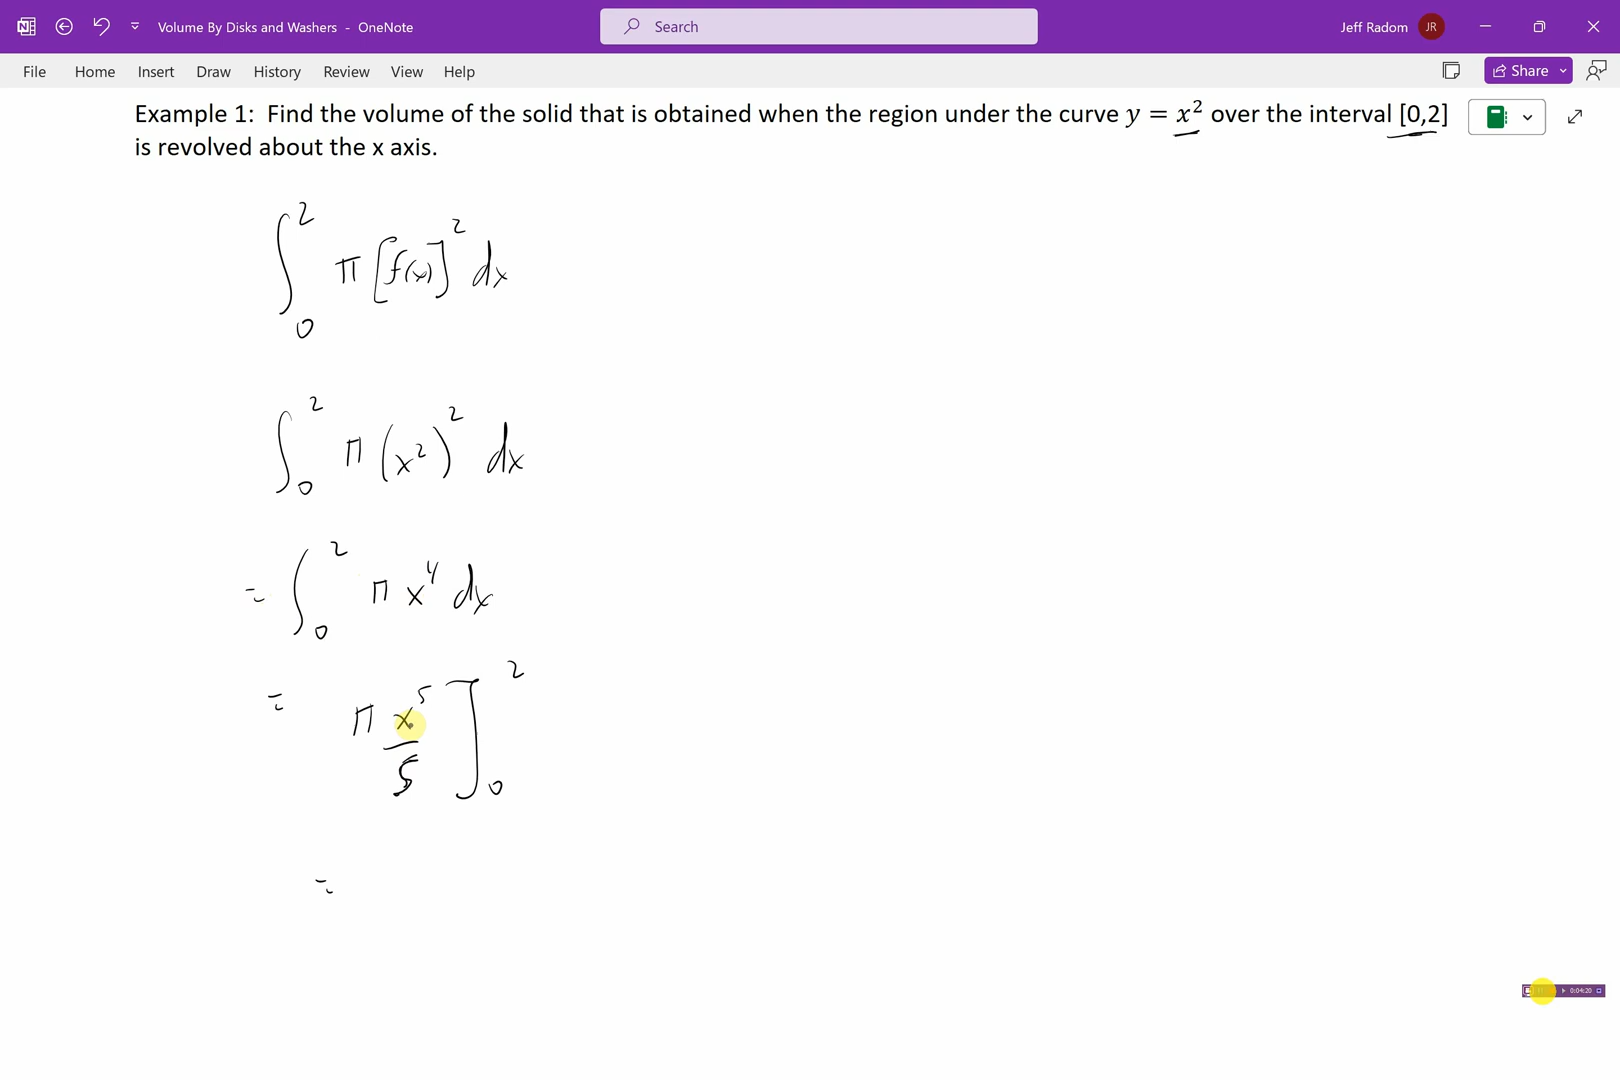 Volume By Disks and Washers - OneNote
Search
Jeff Radom JR
File Home Insert Draw History Review View Help
Share
Example 1: Find the volume of the solid that is obtained when the region under the curve y = x² over the interval [0,2]
is revolved about the x axis.
∫₀² π [f(x)]² dx
∫₀² π (x²)² dx
= ∫₀² π x⁴ dx
= π x⁵/5 ]₀²
=
0:04:20